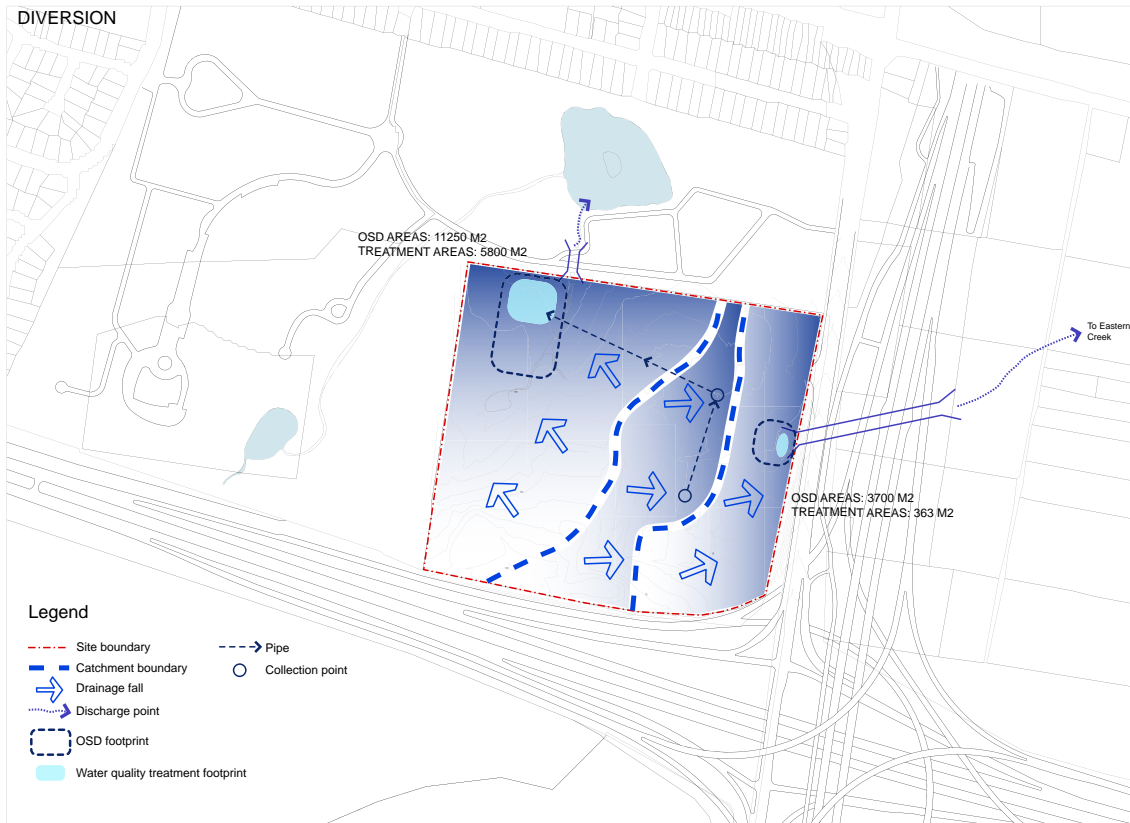 DIVERSION
OSD AREAS: 11250 M2
TREATMENT AREAS: 5800 M2
To Eastern
Creek
OSD AREAS: 3700 M2
TREATMENT AREAS: 363 M2
Legend
Site boundary
Catchment boundary
Drainage fall
Discharge point
OSD footprint
Water quality treatment footprint
Pipe
Collection point